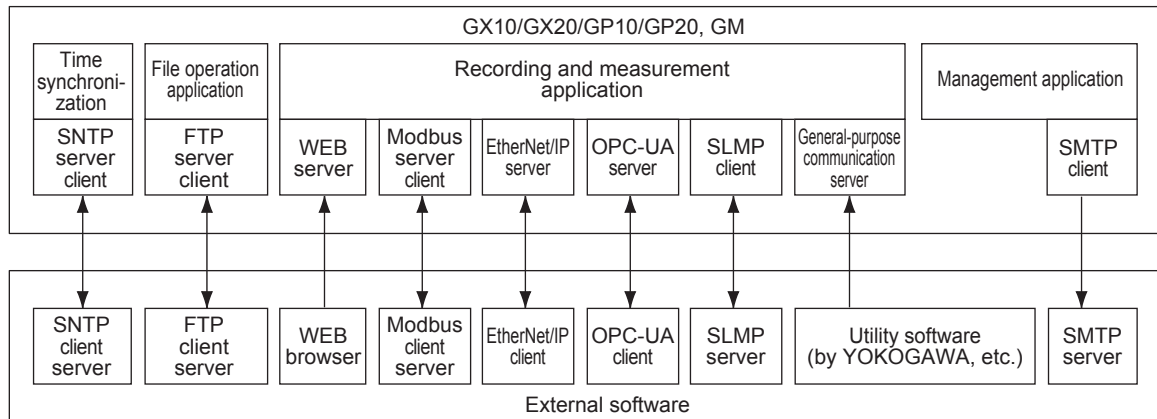 GX10/GX20/GP10/GP20, GM
Time
synchroni-
zation
File operation
application
Recording and measurement
application
Management application
SNTP
server
client
FTP
server
client
WEB
server
Modbus
server
client
EtherNet/IP
server
OPC-UA
server
SLMP
client
General-purpose
communication
server
SMTP
client
SNTP
client
server
FTP
client
server
WEB
browser
Modbus
client
server
EtherNet/IP
client
OPC-UA
client
SLMP
server
Utility software
(by YOKOGAWA, etc.)
SMTP
server
External software